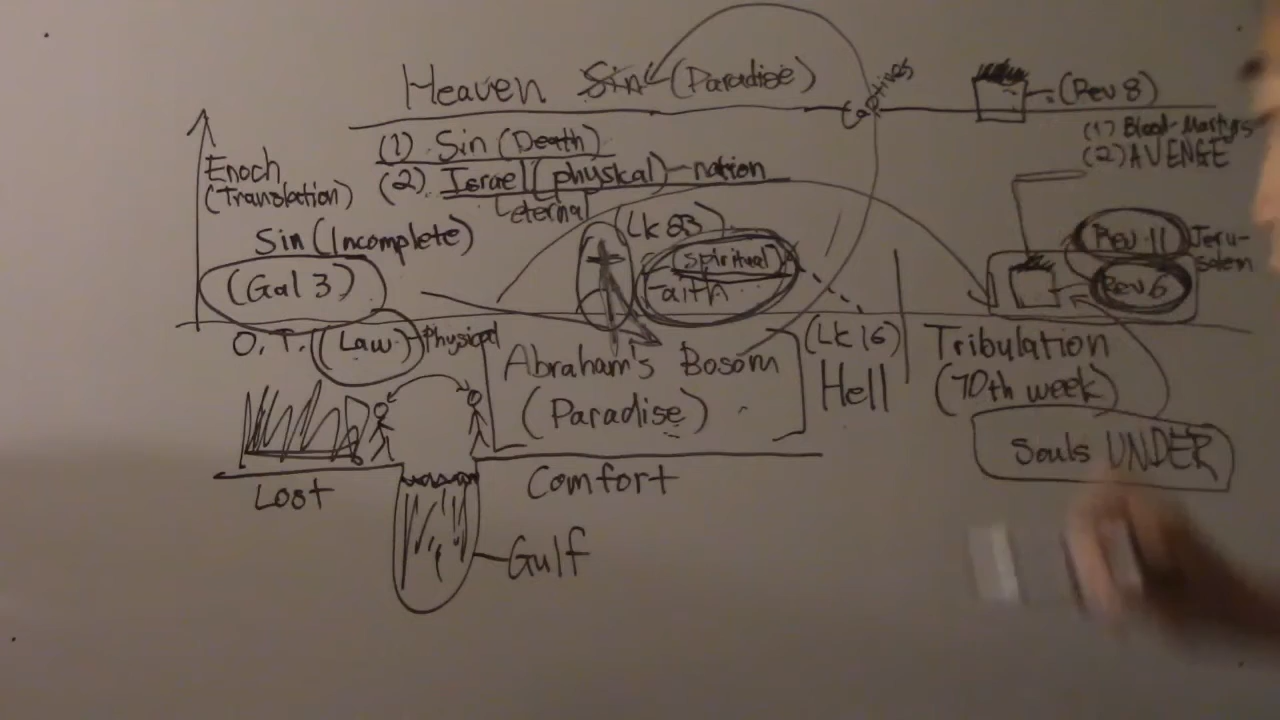 Heaven Sin (Paradise)
Captives
(Rev 8)
(1) Blood-Martyrs
(2) AVENGE
(1) Sin (Death)
(2) Israel (physical)-nation
eternal
Enoch
(Translation)
Sin (Incomplete)
(Gal 3)
(Lk 23)
spiritual
Faith
Rev 11
Jeru-
salem
Rev 6
O.T. (Law)-Physical
Abraham's Bosom
(Paradise)
(Lk 16)
Hell
Tribulation
(70th week)
Souls UNDER
Lost
Comfort
Gulf